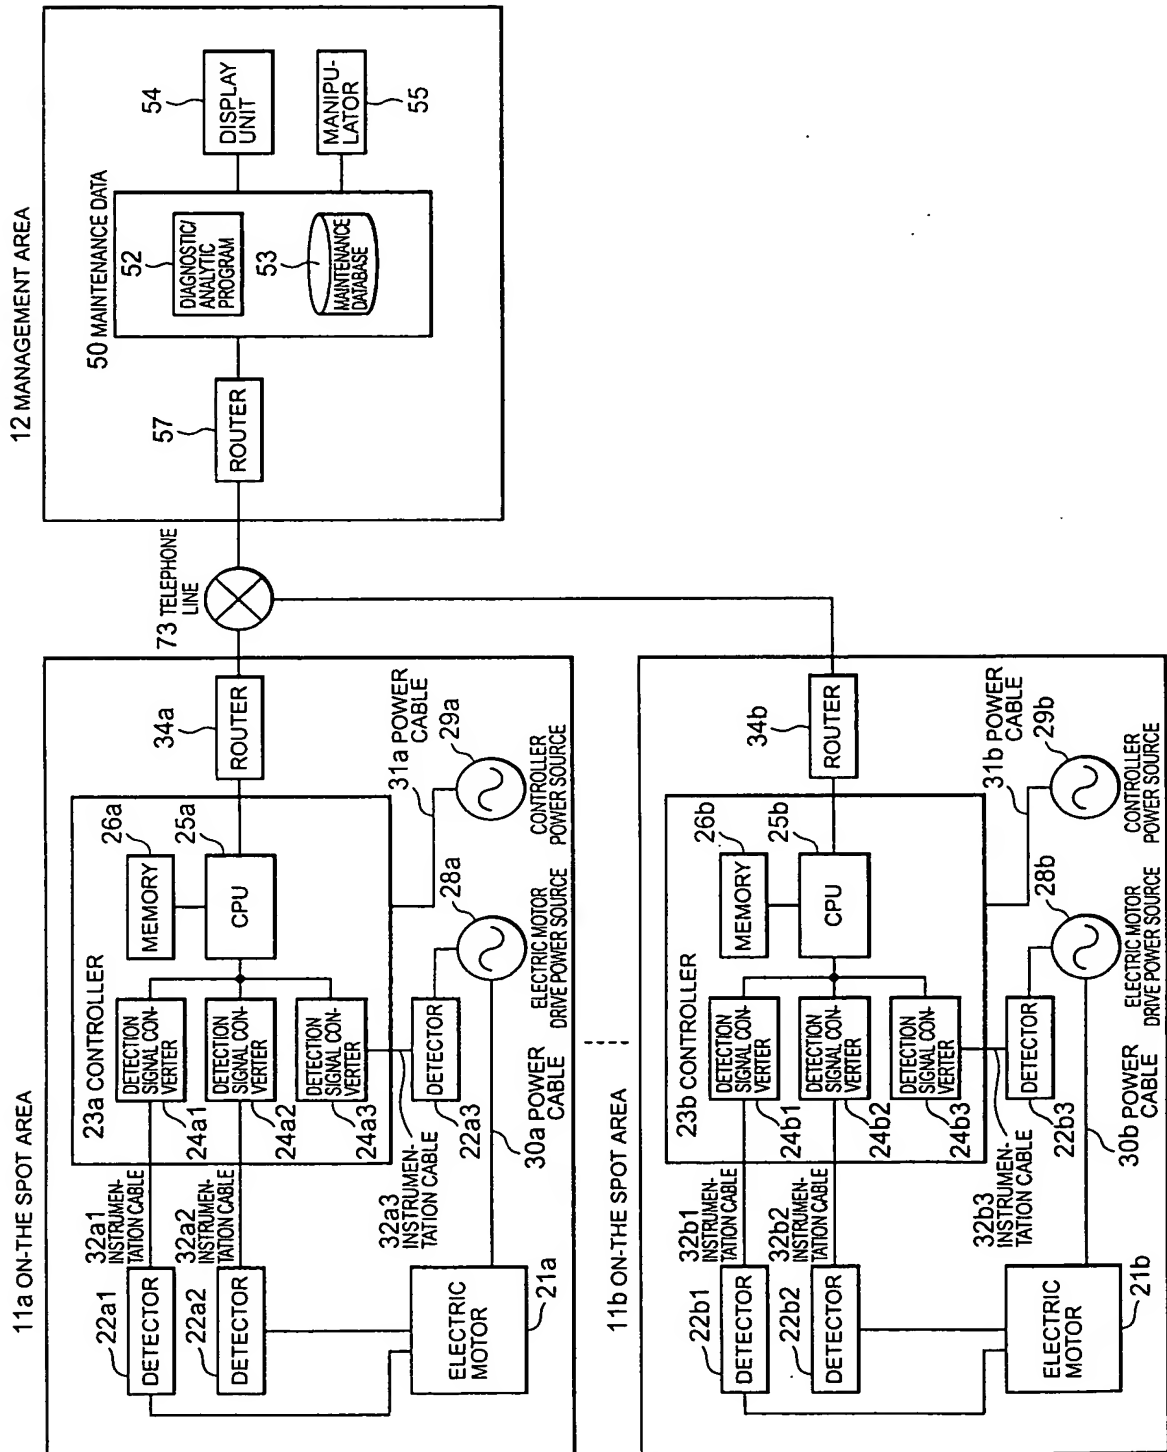 11a ON-THE SPOT AREA
22a1
DETECTOR
22a2
DETECTOR
ELECTRIC
MOTOR
21a
32a1
INSTRUMEN-
TATION CABLE
32a2
INSTRUMEN-
TATION CABLE
32a3
INSTRUMEN-
TATION CABLE
23a CONTROLLER
DETECTION
SIGNAL CON-
VERTER
24a1
DETECTION
SIGNAL CON-
VERTER
24a2
DETECTION
SIGNAL CON-
VERTER
24a3
DETECTOR
22a3
30a POWER
CABLE
MEMORY
26a
CPU
25a
28a
ELECTRIC MOTOR
DRIVE POWER SOURCE
31a POWER
CABLE
29a
CONTROLLER
POWER SOURCE
34a
ROUTER
73 TELEPHONE
LINE
12 MANAGEMENT AREA
57
ROUTER
50 MAINTENANCE DATA
52
DIAGNOSTIC/
ANALYTIC
PROGRAM
53
MAINTENANCE
DATABASE
54
DISPLAY
UNIT
MANIPU-
LATOR
55
11b ON-THE SPOT AREA
22b1
DETECTOR
22b2
DETECTOR
ELECTRIC
MOTOR
21b
32b1
INSTRUMEN-
TATION CABLE
32b2
INSTRUMEN-
TATION CABLE
32b3
INSTRUMEN-
TATION CABLE
23b CONTROLLER
DETECTION
SIGNAL CON-
VERTER
24b1
DETECTION
SIGNAL CON-
VERTER
24b2
DETECTION
SIGNAL CON-
VERTER
24b3
DETECTOR
22b3
30b POWER
CABLE
MEMORY
26b
CPU
25b
28b
ELECTRIC MOTOR
DRIVE POWER SOURCE
31b POWER
CABLE
29b
CONTROLLER
POWER SOURCE
34b
ROUTER